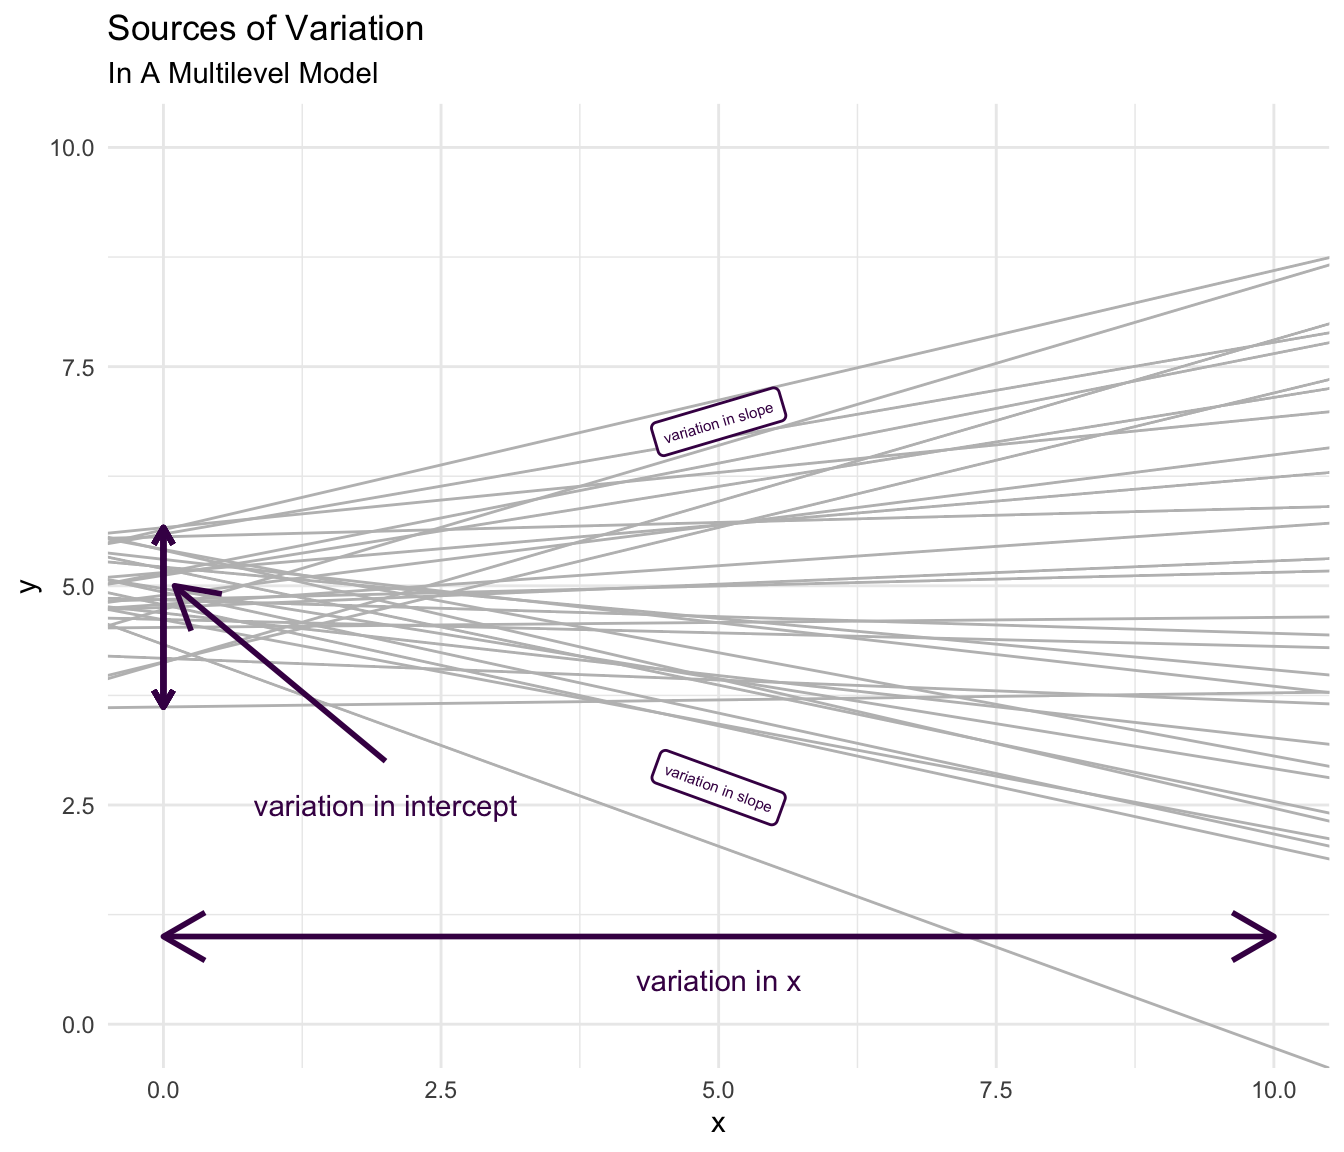 Sources of Variation
In A Multilevel Model
10.0
7.5
5.0
2.5
0.0
y
variation in slope
variation in slope
variation in intercept
variation in x
0.0 2.5 5.0 7.5 10.0
x